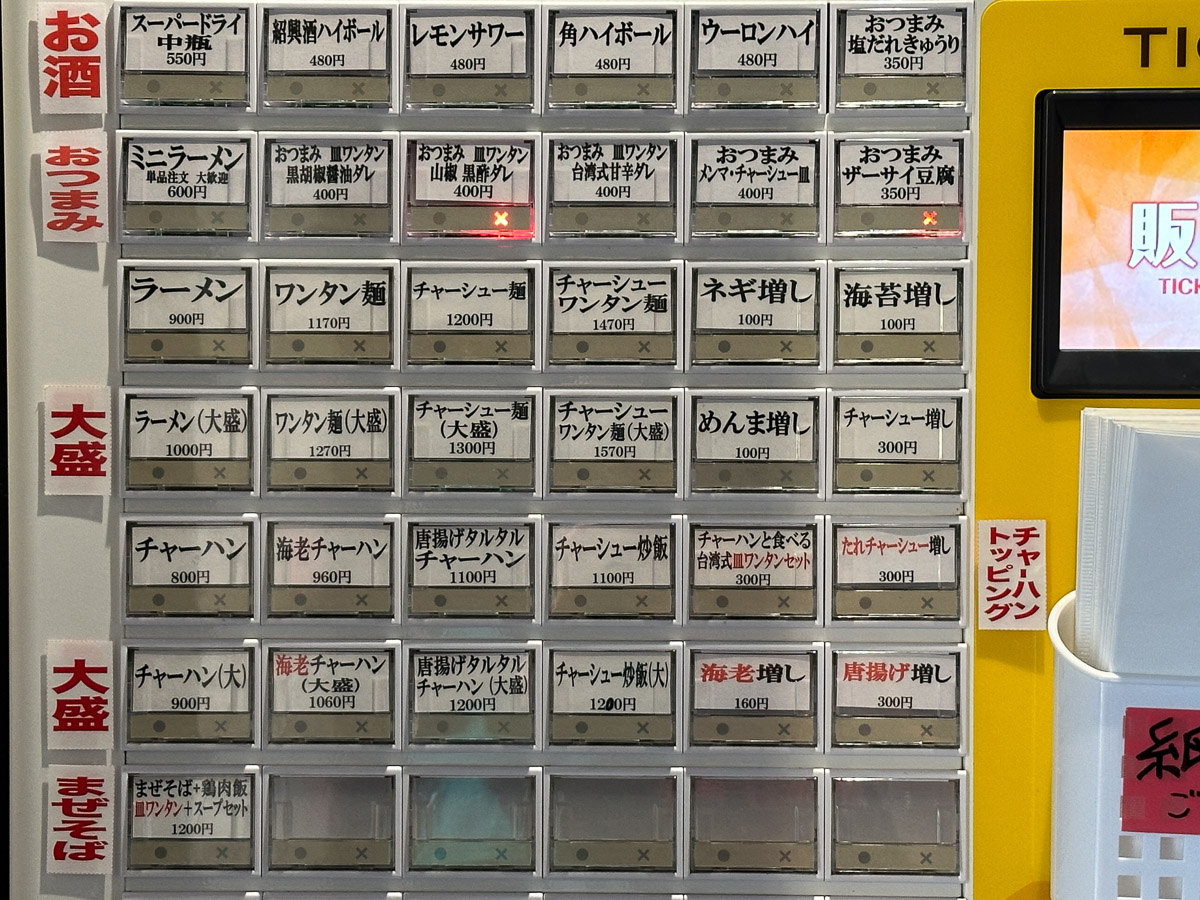 お酒
スーパードライ
中瓶
550円
紹興酒ハイボール
480円
レモンサワー
480円
角ハイボール
480円
ウーロンハイ
480円
おつまみ
塩だれきゅうり
350円
おつまみ
ミニラーメン
単品注文 大歓迎
600円
おつまみ 皿ワンタン
黒胡椒醤油ダレ
400円
おつまみ 皿ワンタン
山椒 黒酢ダレ
400円
おつまみ 皿ワンタン
台湾式甘辛ダレ
400円
おつまみ
メンマ・チャーシュー皿
400円
おつまみ
ザーサイ豆腐
350円
ラーメン
900円
ワンタン麺
1170円
チャーシュー麺
1200円
チャーシュー
ワンタン麺
1470円
ネギ増し
100円
海苔増し
100円
大盛
ラーメン(大盛)
1000円
ワンタン麺(大盛)
1270円
チャーシュー麺
(大盛)
1300円
チャーシュー
ワンタン麺(大盛)
1570円
めんま増し
100円
チャーシュー増し
300円
チャーハン
800円
海老チャーハン
960円
唐揚げタルタル
チャーハン
1100円
チャーシュー炒飯
1100円
チャーハンと食べる
台湾式皿ワンタンセット
300円
たれチャーシュー増し
300円
チャーハン
トッピング
大盛
チャーハン(大)
900円
海老チャーハン
(大盛)
1060円
唐揚げタルタル
チャーハン(大盛)
1200円
チャーシュー炒飯(大)
1200円
海老増し
160円
唐揚げ増し
300円
まぜそば
まぜそば+鶏肉飯
皿ワンタン+スープセット
1200円
販
TICK
紙
ご